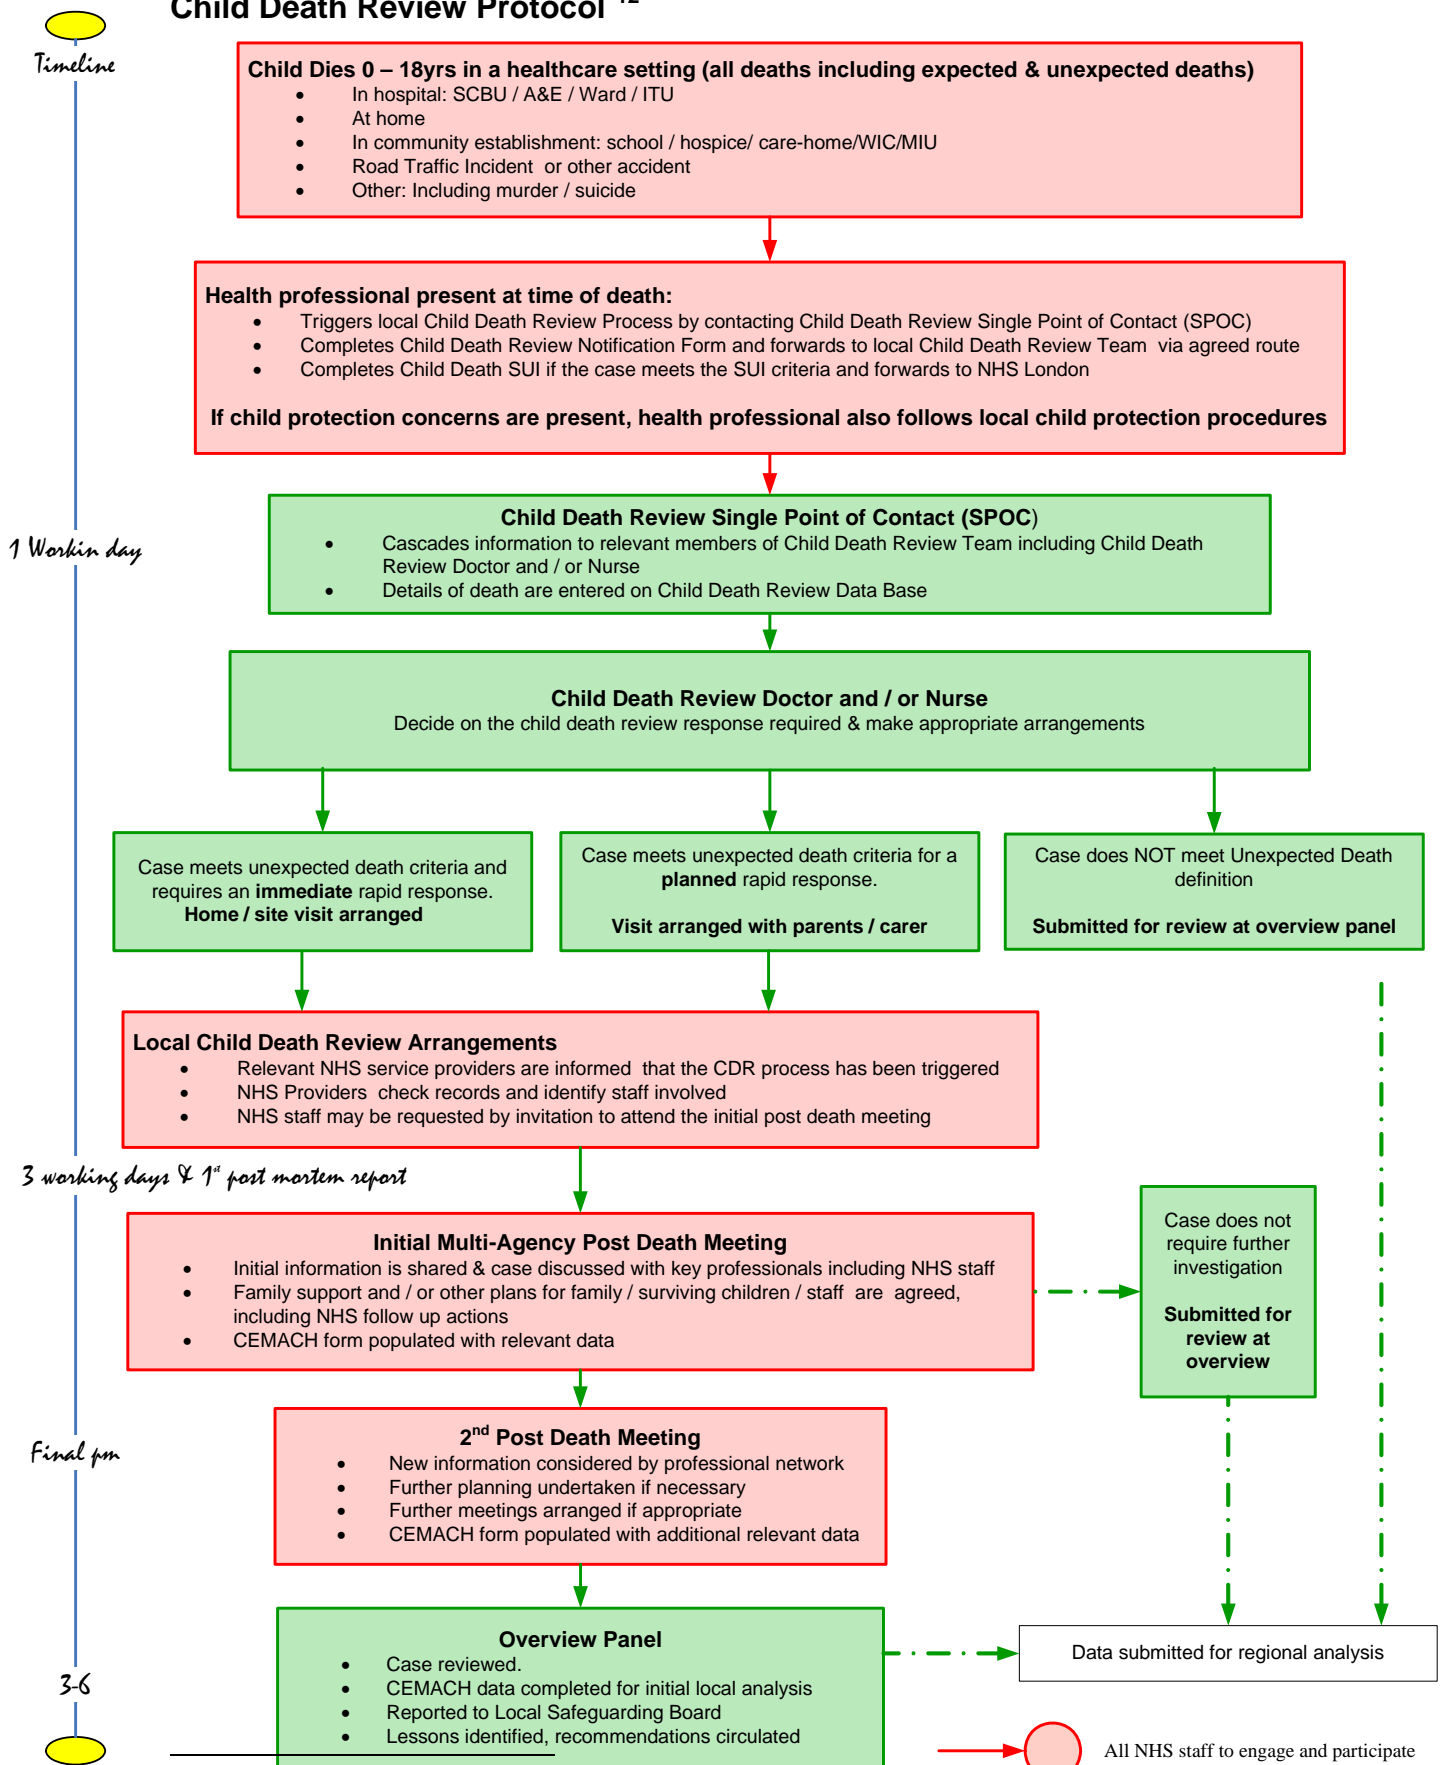 Child Death Review Protocol 12
Timeline
Child Dies 0 – 18yrs in a healthcare setting (all deaths including expected & unexpected deaths)
• In hospital: SCBU / A&E / Ward / ITU
• At home
• In community establishment: school / hospice/ care-home/WIC/MIU
• Road Traffic Incident or other accident
• Other: Including murder / suicide
Health professional present at time of death:
• Triggers local Child Death Review Process by contacting Child Death Review Single Point of Contact (SPOC)
• Completes Child Death Review Notification Form and forwards to local Child Death Review Team via agreed route
• Completes Child Death SUI if the case meets the SUI criteria and forwards to NHS London
If child protection concerns are present, health professional also follows local child protection procedures
1 Workin day
Child Death Review Single Point of Contact (SPOC)
• Cascades information to relevant members of Child Death Review Team including Child Death
Review Doctor and / or Nurse
• Details of death are entered on Child Death Review Data Base
Child Death Review Doctor and / or Nurse
Decide on the child death review response required & make appropriate arrangements
Case meets unexpected death criteria and
requires an immediate rapid response.
Home / site visit arranged
Case meets unexpected death criteria for a
planned rapid response.
Visit arranged with parents / carer
Case does NOT meet Unexpected Death
definition
Submitted for review at overview panel
Local Child Death Review Arrangements
• Relevant NHS service providers are informed that the CDR process has been triggered
• NHS Providers check records and identify staff involved
• NHS staff may be requested by invitation to attend the initial post death meeting
3 working days & 1st post mortem report
Initial Multi-Agency Post Death Meeting
• Initial information is shared & case discussed with key professionals including NHS staff
• Family support and / or other plans for family / surviving children / staff are agreed,
including NHS follow up actions
• CEMACH form populated with relevant data
Case does not
require further
investigation
Submitted for
review at
overview
Final pm
2nd Post Death Meeting
• New information considered by professional network
• Further planning undertaken if necessary
• Further meetings arranged if appropriate
• CEMACH form populated with additional relevant data
3-6
Overview Panel
• Case reviewed.
• CEMACH data completed for initial local analysis
• Reported to Local Safeguarding Board
• Lessons identified, recommendations circulated
Data submitted for regional analysis
All NHS staff to engage and participate